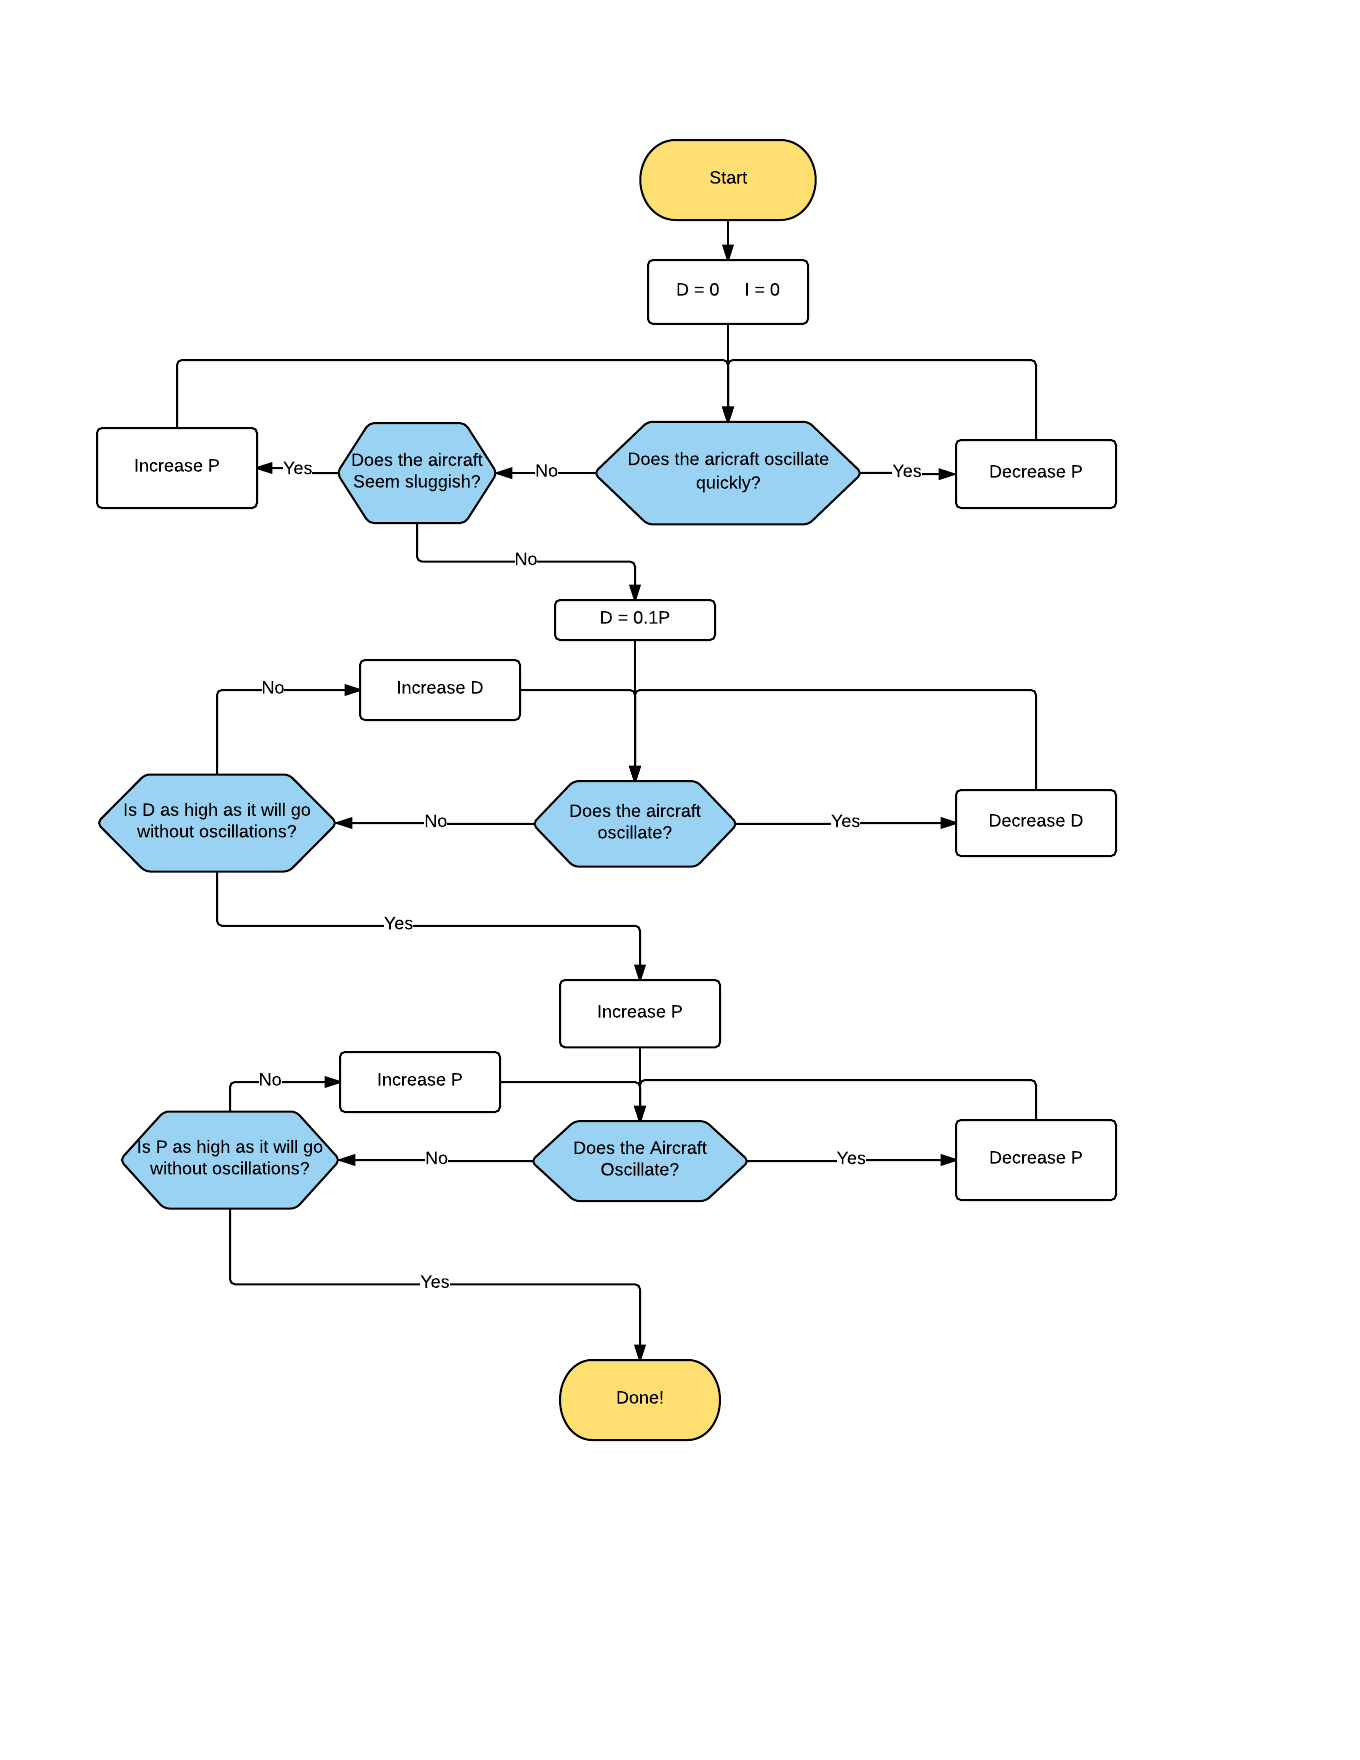 Start
D = 0 I = 0
Increase P
Yes
Does the aircraft
Seem sluggish?
No
Does the aricraft oscillate
quickly?
Yes
Decrease P
No
D = 0.1P
No
Increase D
Is D as high as it will go
without oscillations?
No
Does the aircraft
oscillate?
Yes
Decrease D
Yes
Increase P
No
Increase P
Is P as high as it will go
without oscillations?
No
Does the Aircraft
Oscillate?
Yes
Decrease P
Yes
Done!